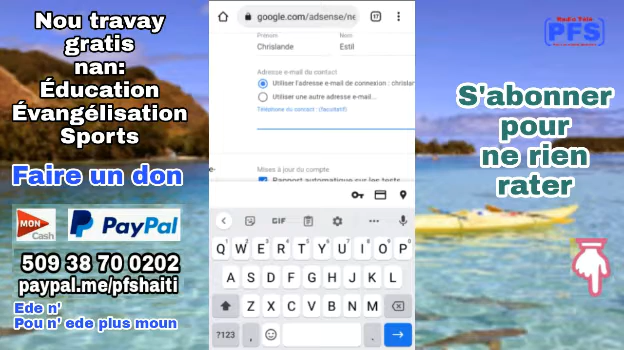 Nou travay
gratis
nan:
Éducation
Évangélisation
Sports
Faire un don
MON
Cash
PayPal
509 38 70 0202
paypal.me/pfshaiti
Ede n'
Pou n' ede plus moun
google.com/adsense/ne
17
Prénom
Nom
Chrislande
Estil
Adresse e-mail du contact
Utiliser l'adresse e-mail de connexion : chrislar
Utiliser une autre adresse e-mail...
Téléphone du contact : (facultatif)
e-
Mises à jour du compte
Rapport automatique sur les tests
GIF
Q W E R T Y U I O P
A S D F G H J K L
Z X C V B N M
?123 , .
Radio Télé
PFS
S'abonner
pour
ne rien
rater